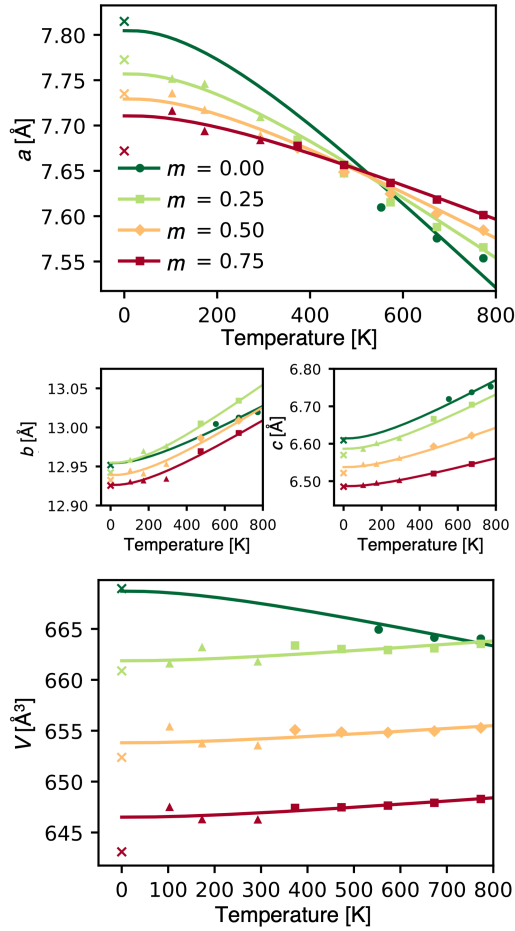 7.80
7.75
7.70
7.65
7.60
7.55
a [Å]
m = 0.00
m = 0.25
m = 0.50
m = 0.75
0 200 400 600 800
Temperature [K]
13.05
13.00
12.95
12.90
b [Å]
0 200 400 600 800
Temperature [K]
6.80
6.70
6.60
6.50
c [Å]
0 200 400 600 800
Temperature [K]
665
660
655
650
645
V [Å³]
0 100 200 300 400 500 600 700 800
Temperature [K]